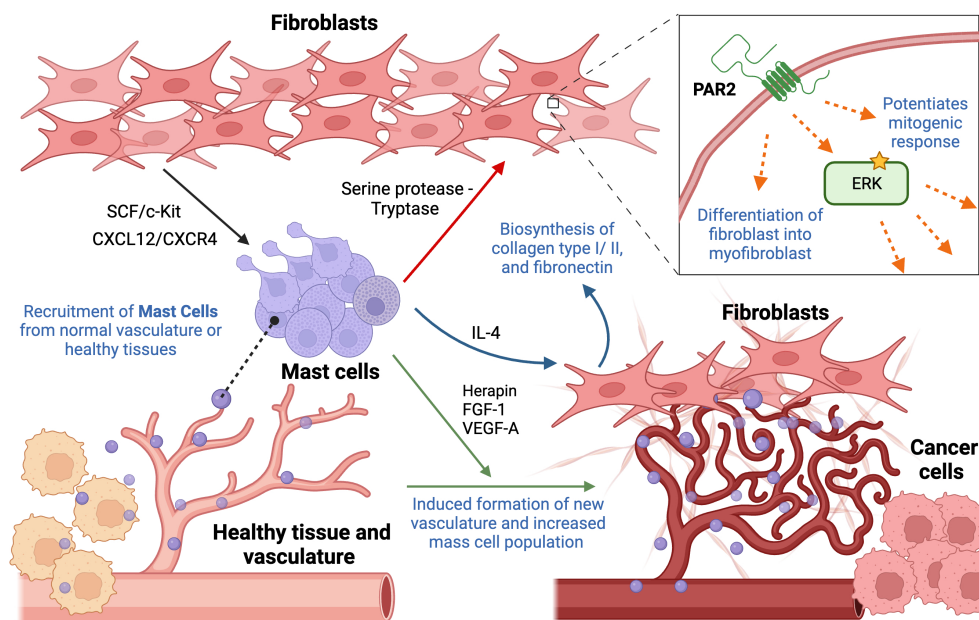 Fibroblasts
PAR2
Potentiates
mitogenic
response
ERK
Differentiation of
fibroblast into
myofibroblast
SCF/c-Kit
CXCL12/CXCR4
Serine protease -
Tryptase
Biosynthesis of
collagen type I/ II,
and fibronectin
Recruitment of Mast Cells
from normal vasculature or
healthy tissues
Mast cells
IL-4
Fibroblasts
Herapin
FGF-1
VEGF-A
Cancer
cells
Induced formation of new
vasculature and increased
mass cell population
Healthy tissue and
vasculature